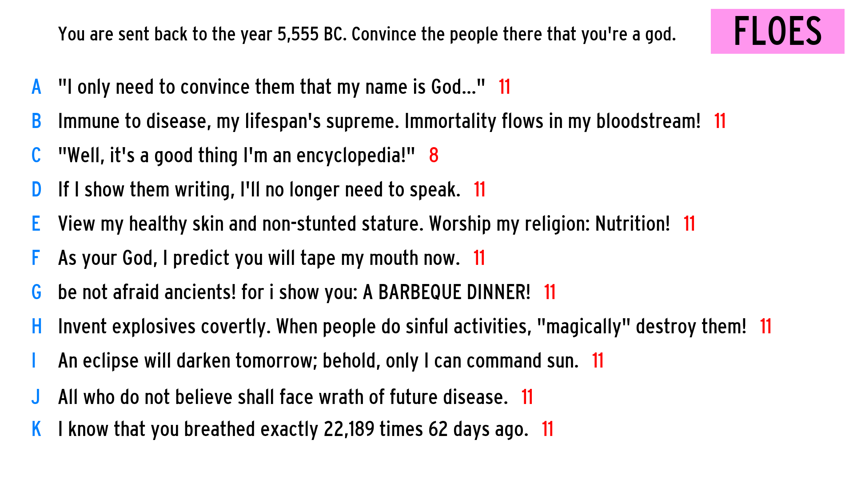 You are sent back to the year 5,555 BC. Convince the people there that you're a god.
FLOES
A "I only need to convince them that my name is God..." 11
B Immune to disease, my lifespan's supreme. Immortality flows in my bloodstream! 11
C "Well, it's a good thing I'm an encyclopedia!" 8
D If I show them writing, I'll no longer need to speak. 11
E View my healthy skin and non-stunted stature. Worship my religion: Nutrition! 11
F As your God, I predict you will tape my mouth now. 11
G be not afraid ancients! for i show you: A BARBEQUE DINNER! 11
H Invent explosives covertly. When people do sinful activities, "magically" destroy them! 11
I An eclipse will darken tomorrow; behold, only I can command sun. 11
J All who do not believe shall face wrath of future disease. 11
K I know that you breathed exactly 22,189 times 62 days ago. 11